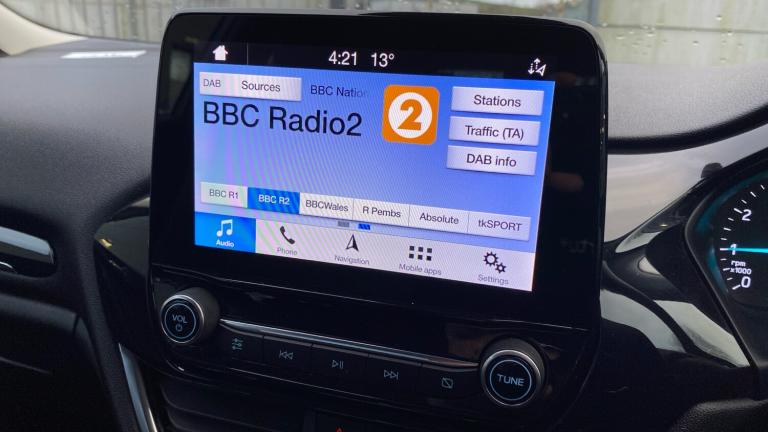 4:21 13°
DAB Sources BBC Nation
BBC Radio2
2
Stations
Traffic (TA)
DAB info
BBC R1 BBC R2 BBCWales R Pembs Absolute tkSPORT
Audio Phone Navigation Mobile apps Settings
VOL
TUNE
2
1
rpm
x1000
0